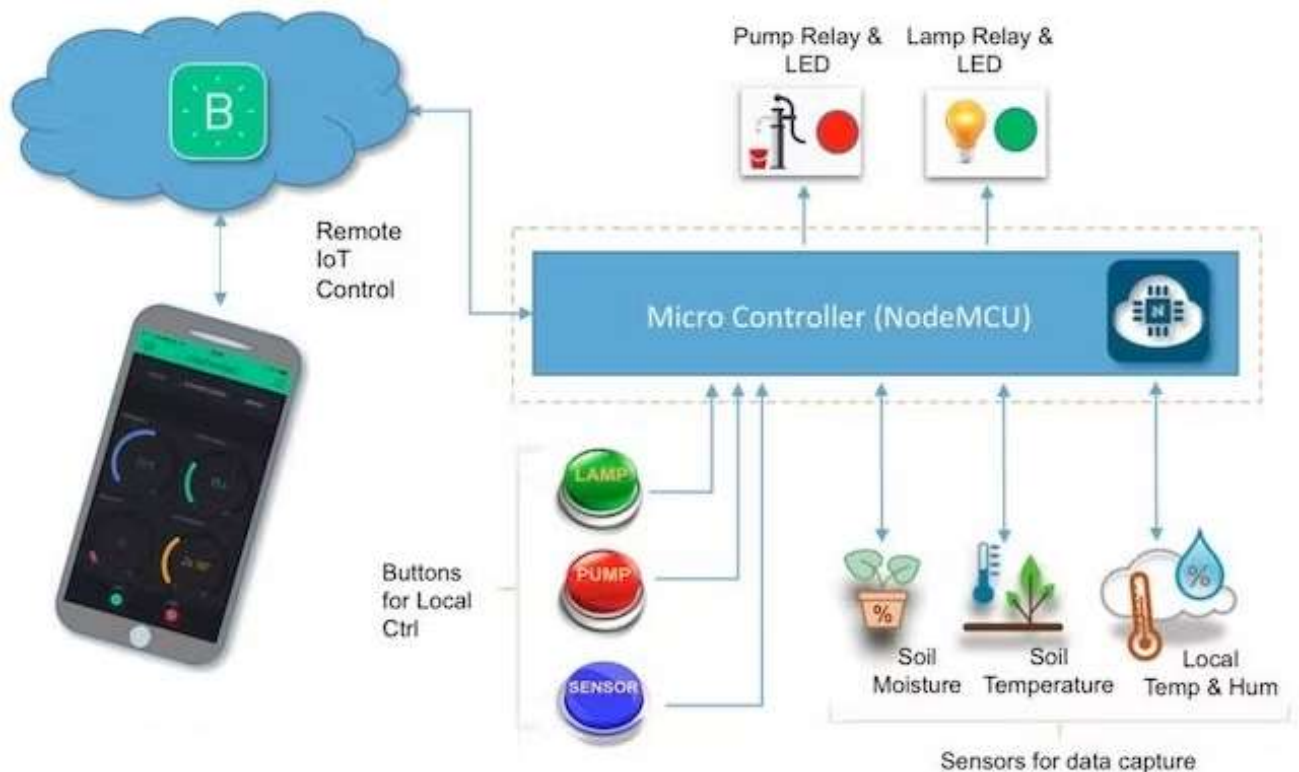 Pump Relay &
LED
Lamp Relay &
LED
B
Remote
IoT
Control
Micro Controller (NodeMCU)
N
LAMP
PUMP
SENSOR
Buttons
for Local
Ctrl
%
%
Soil
Moisture
Soil
Temperature
Local
Temp & Hum
Sensors for data capture